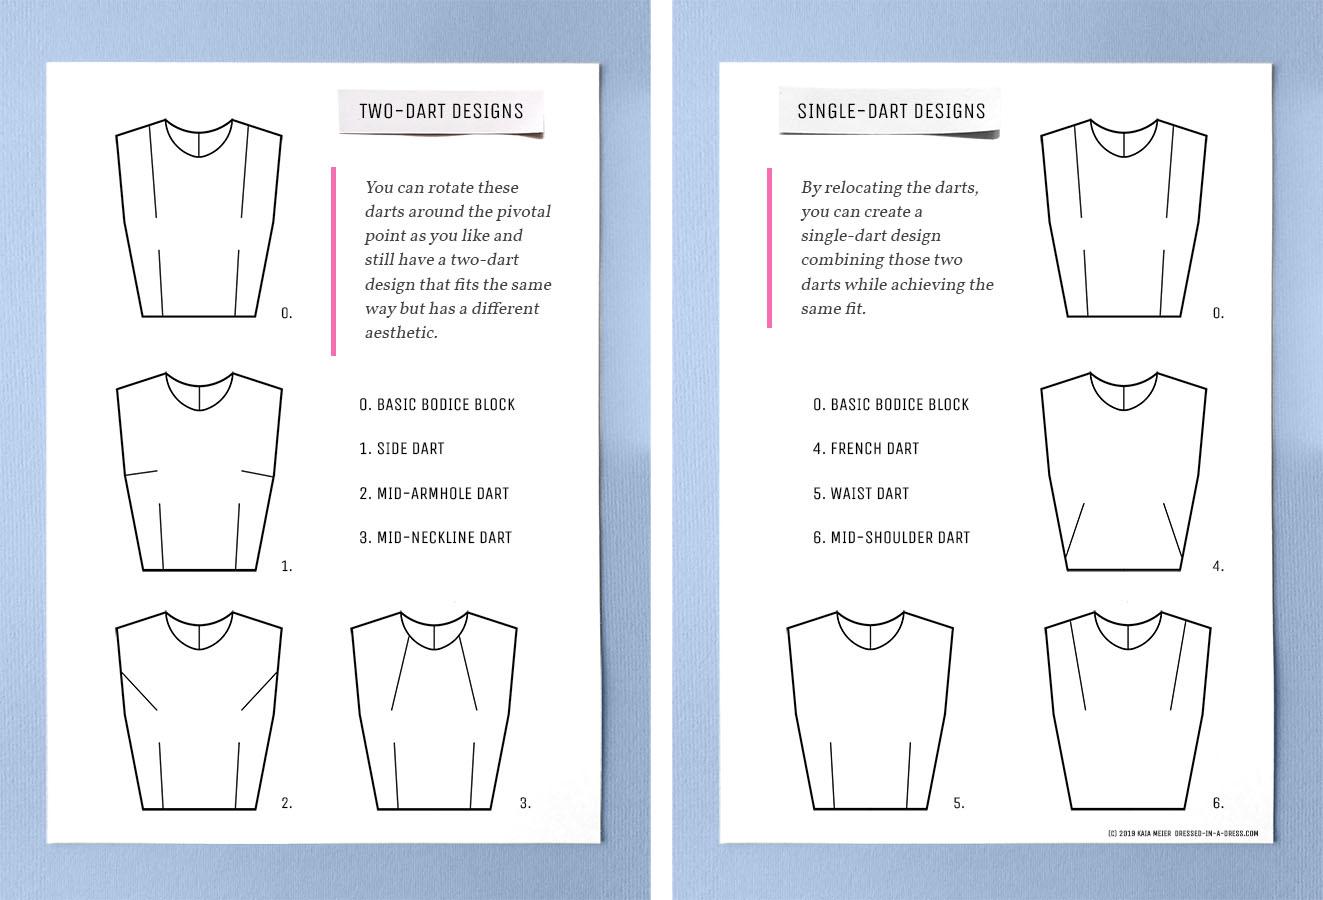 TWO-DART DESIGNS
You can rotate these
darts around the pivotal
point as you like and
still have a two-dart
design that fits the same
way but has a different
aesthetic.
0.
0. BASIC BODICE BLOCK
1. SIDE DART
2. MID-ARMHOLE DART
3. MID-NECKLINE DART
1.
2.
3.
SINGLE-DART DESIGNS
By relocating the darts,
you can create a
single-dart design
combining those two
darts while achieving the
same fit.
0.
0. BASIC BODICE BLOCK
4. FRENCH DART
5. WAIST DART
6. MID-SHOULDER DART
4.
5.
6.
(C) 2019 KAIA MEIER DRESSED-IN-A-DRESS.COM